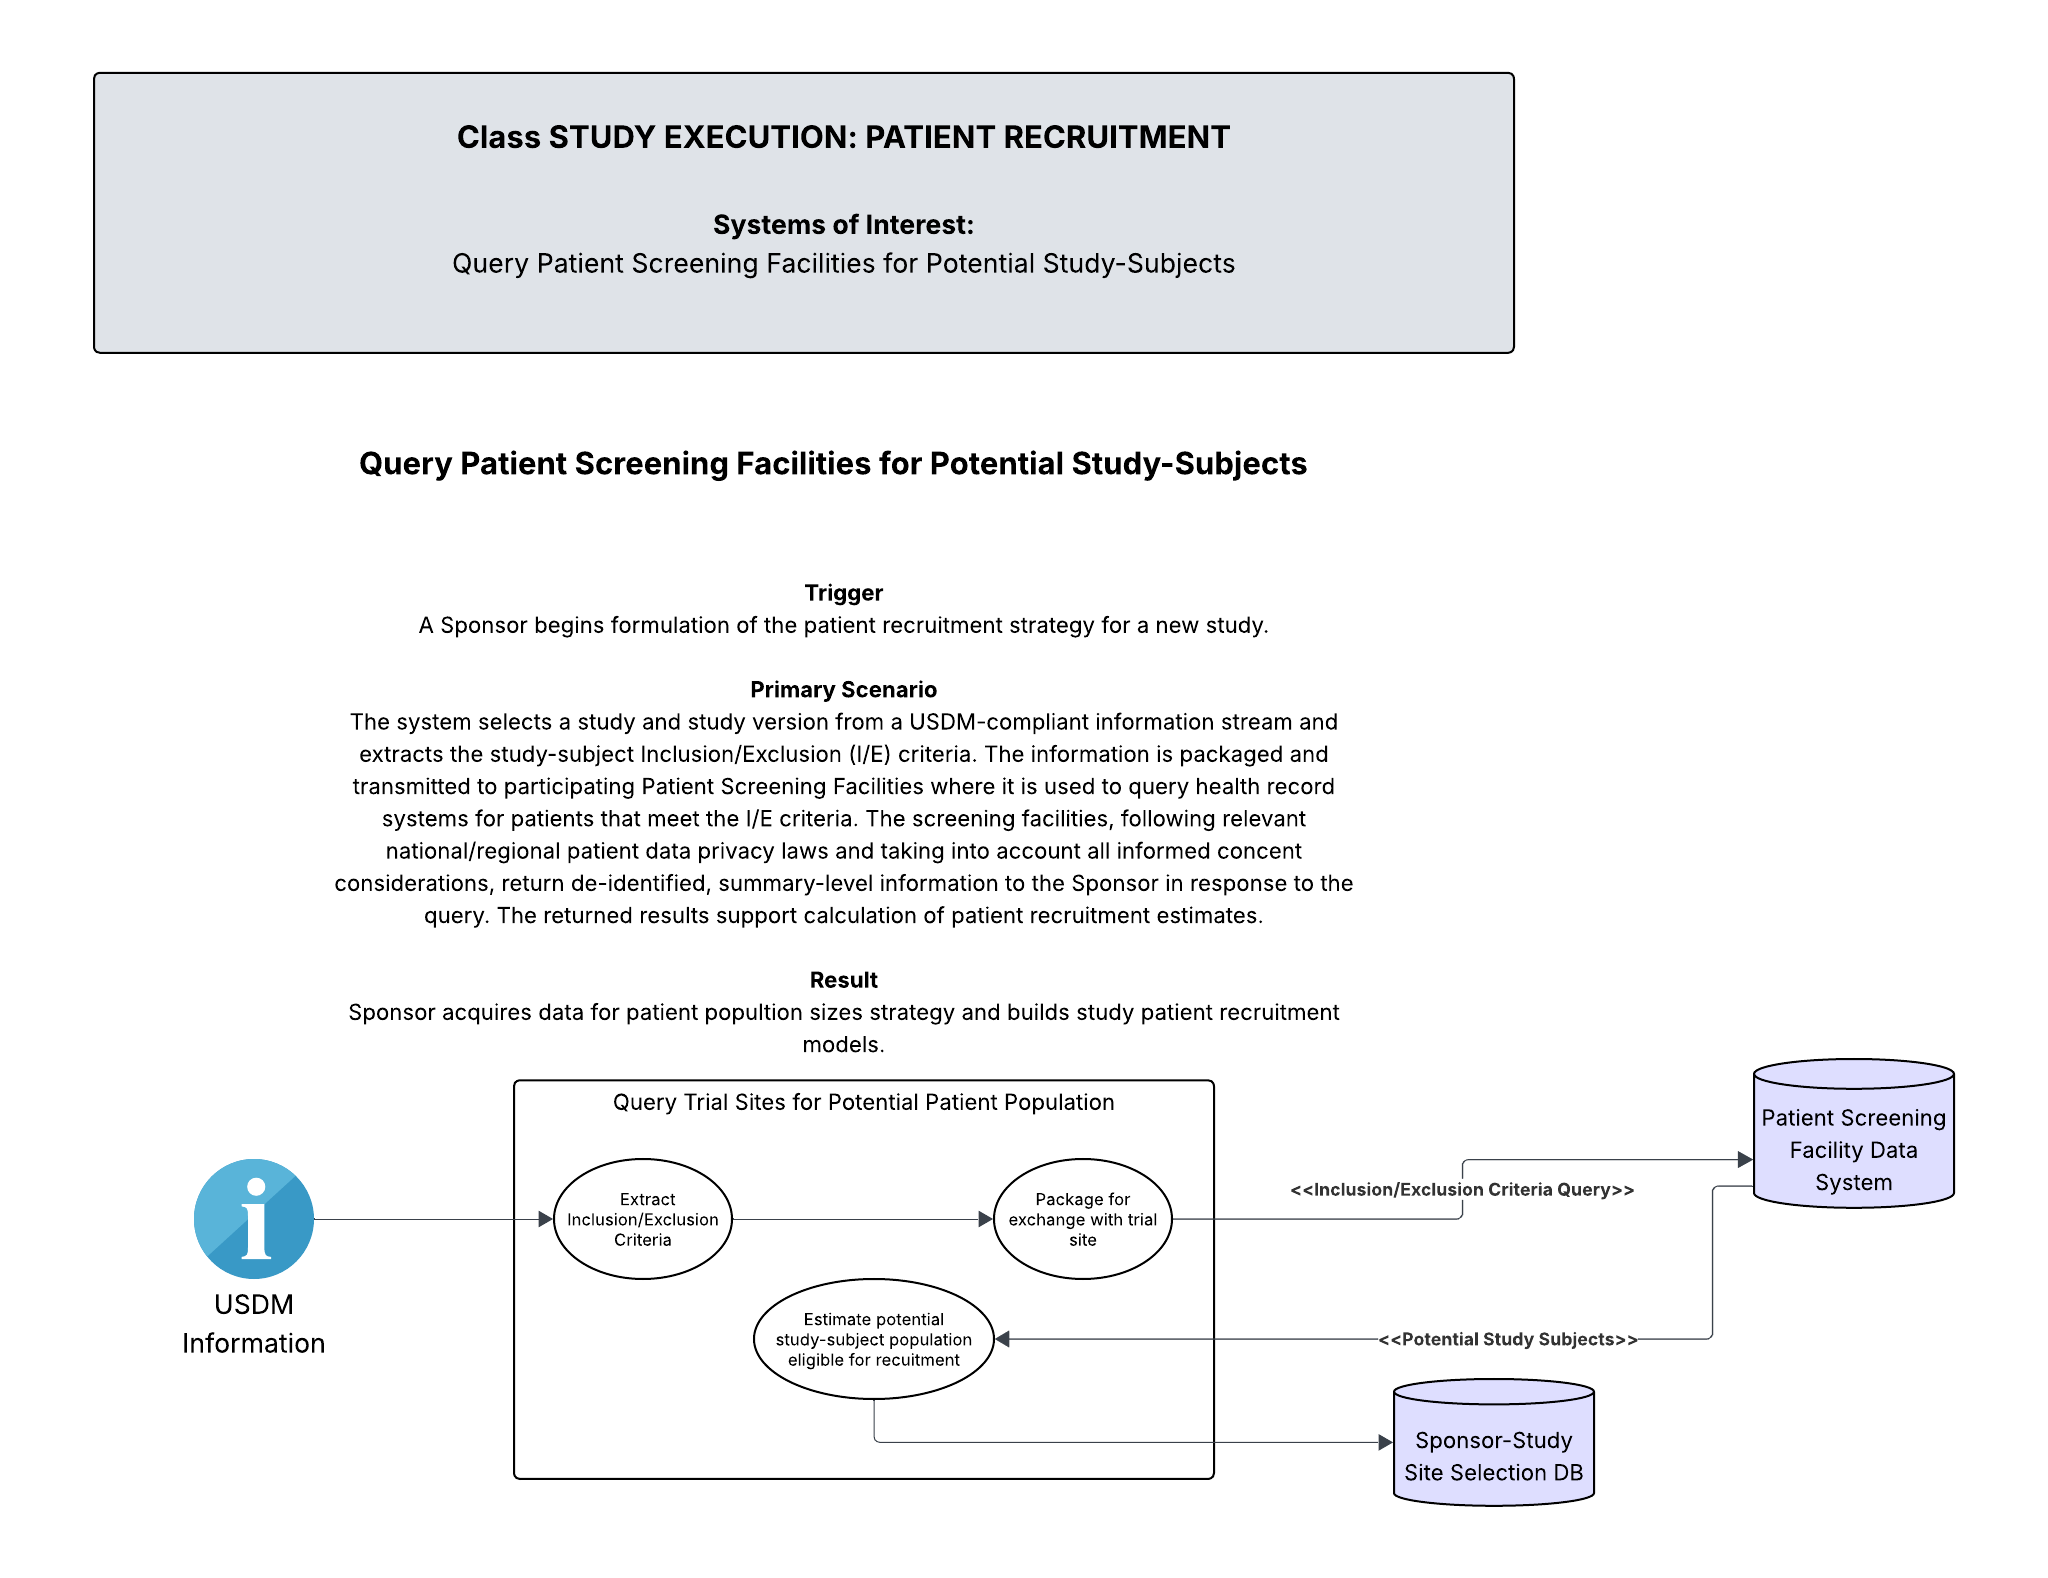 Class STUDY EXECUTION: PATIENT RECRUITMENT
Systems of Interest:
Query Patient Screening Facilities for Potential Study-Subjects
Query Patient Screening Facilities for Potential Study-Subjects
Trigger
A Sponsor begins formulation of the patient recruitment strategy for a new study.
Primary Scenario
The system selects a study and study version from a USDM-compliant information stream and
extracts the study-subject Inclusion/Exclusion (I/E) criteria. The information is packaged and
transmitted to participating Patient Screening Facilities where it is used to query health record
systems for patients that meet the I/E criteria. The screening facilities, following relevant
national/regional patient data privacy laws and taking into account all informed concent
considerations, return de-identified, summary-level information to the Sponsor in response to the
query. The returned results support calculation of patient recruitment estimates.
Result
Sponsor acquires data for patient popultion sizes strategy and builds study patient recruitment
models.
Query Trial Sites for Potential Patient Population
USDM
Information
Extract
Inclusion/Exclusion
Criteria
Package for
exchange with trial
site
<<Inclusion/Exclusion Criteria Query>>
Patient Screening
Facility Data
System
<<Potential Study Subjects>>
Estimate potential
study-subject population
eligible for recuitment
Sponsor-Study
Site Selection DB